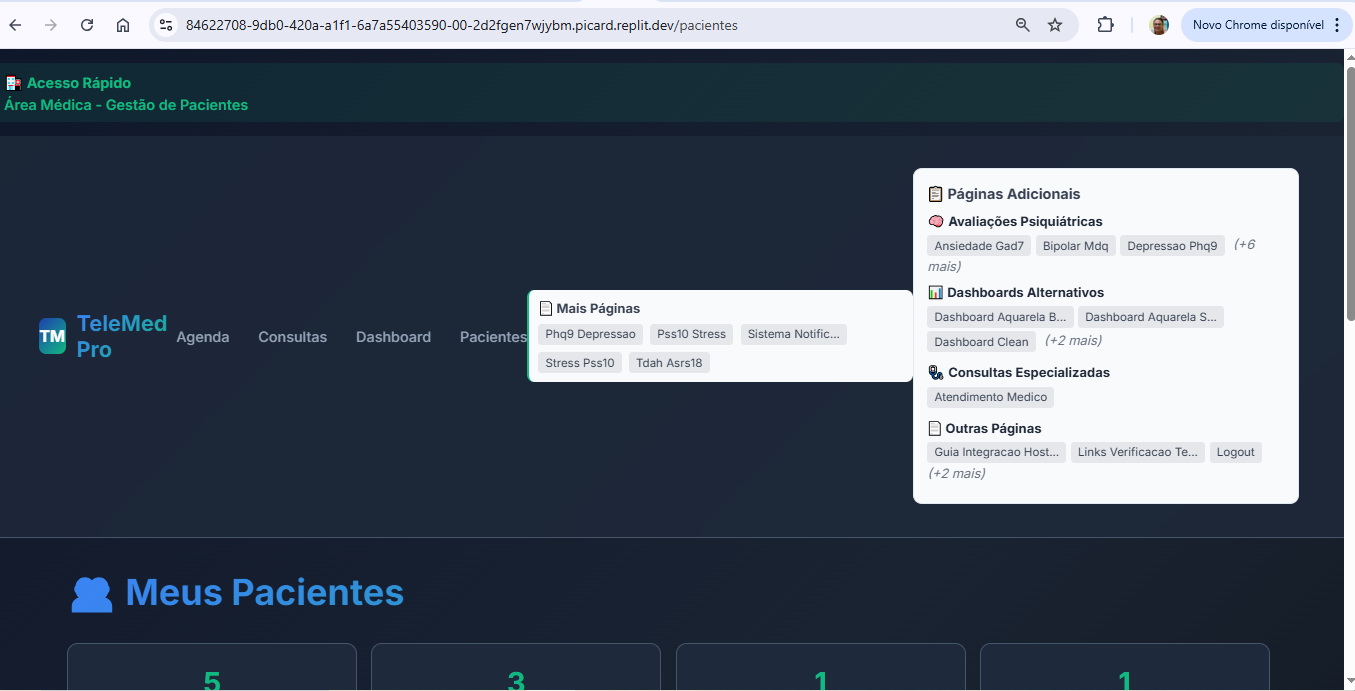 84622708-9db0-420a-a1f1-6a7a55403590-00-2d2fgen7wjybm.picard.replit.dev/pacientes
Novo Chrome disponível
Acesso Rápido
Área Médica - Gestão de Pacientes
TM
TeleMed
Pro
Agenda
Consultas
Dashboard
Pacientes
Mais Páginas
Phq9 Depressao
Pss10 Stress
Sistema Notific...
Stress Pss10
Tdah Asrs18
Páginas Adicionais
Avaliações Psiquiátricas
Ansiedade Gad7
Bipolar Mdq
Depressao Phq9
(+6
mais)
Dashboards Alternativos
Dashboard Aquarela B...
Dashboard Aquarela S...
Dashboard Clean
(+2 mais)
Consultas Especializadas
Atendimento Medico
Outras Páginas
Guia Integracao Host...
Links Verificacao Te...
Logout
(+2 mais)
Meus Pacientes
5
3
1
1